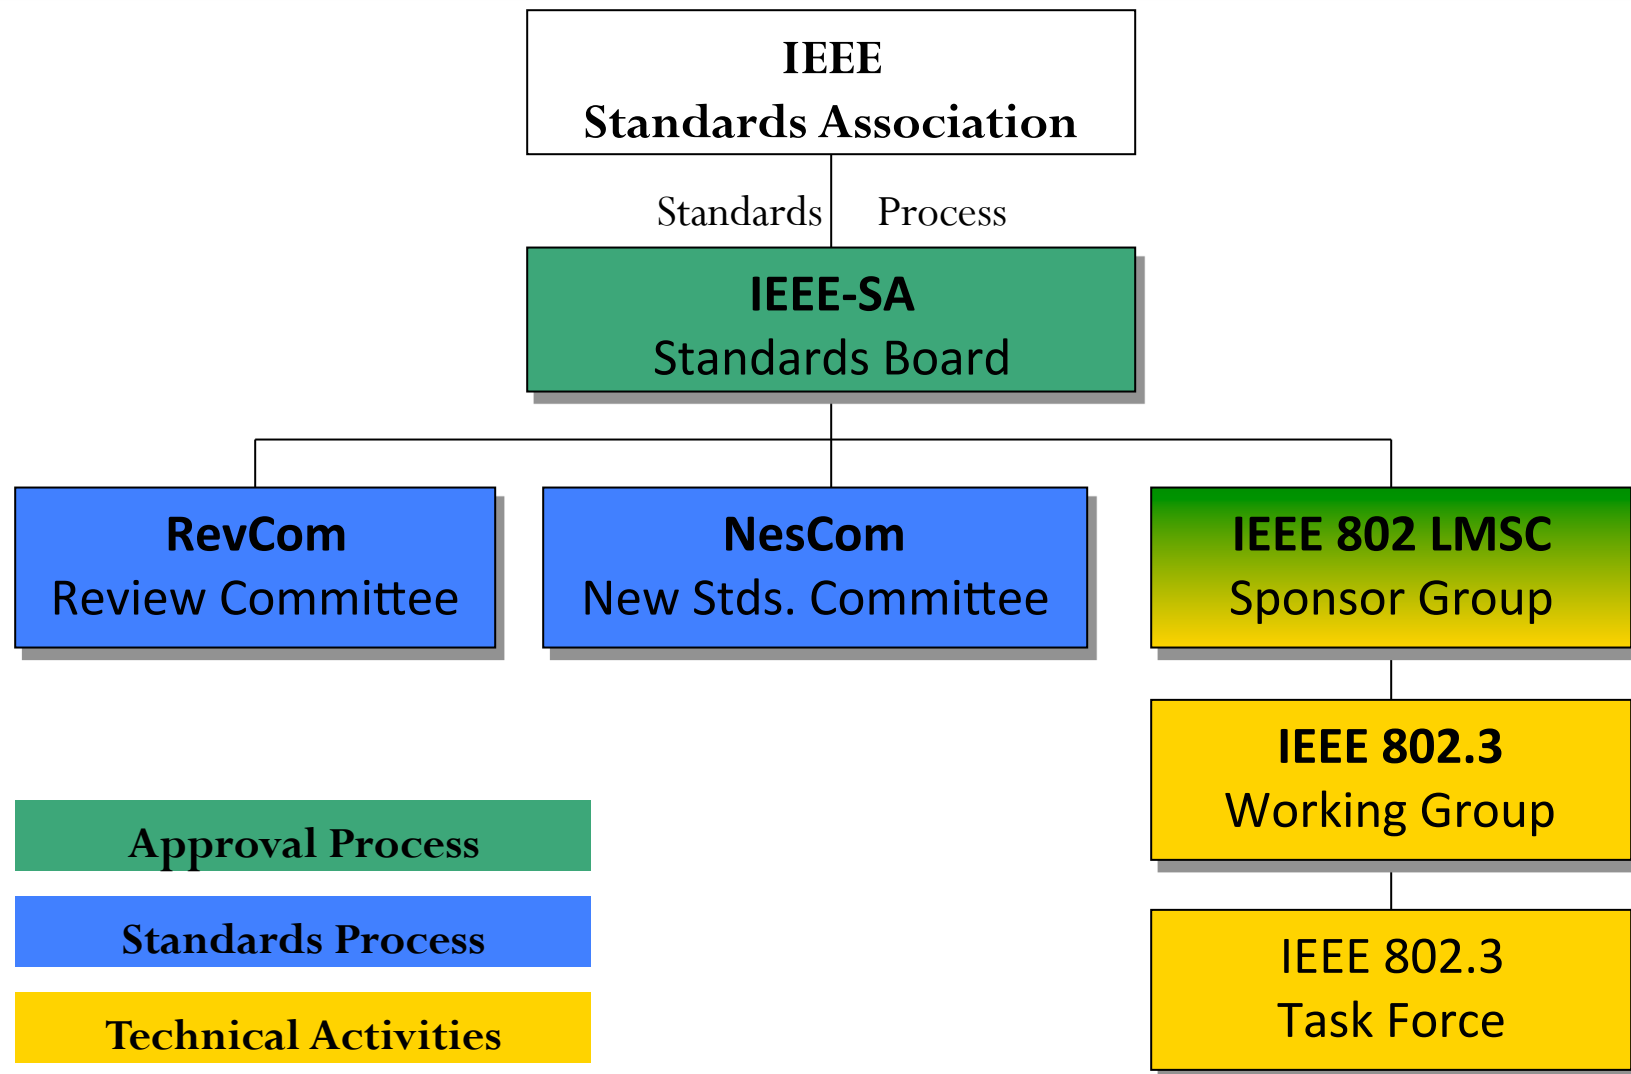 IEEE
Standards Association
Standards Process
IEEE-SA
Standards Board
RevCom
Review Committee
NesCom
New Stds. Committee
IEEE 802 LMSC
Sponsor Group
IEEE 802.3
Working Group
IEEE 802.3
Task Force
Approval Process
Standards Process
Technical Activities